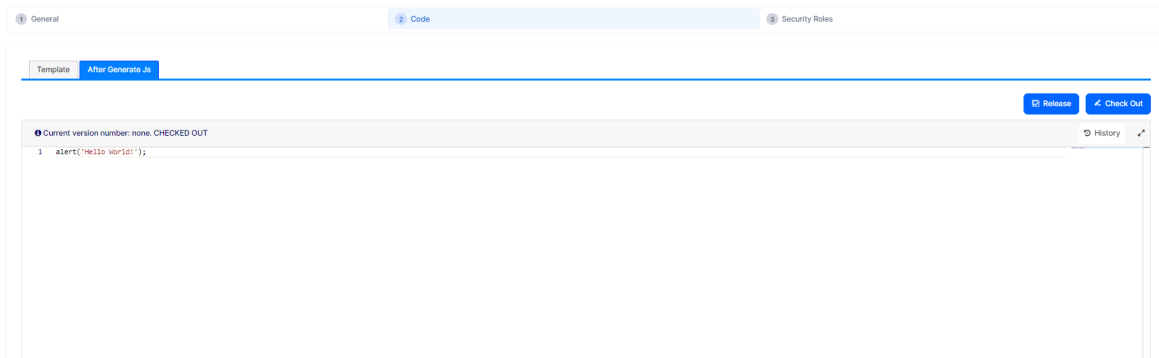 1 General
2 Code
3 Security Roles
Template
After Generate Js
Release
Check Out
Current version number: none. CHECKED OUT
History
1 alert('Hello World!');